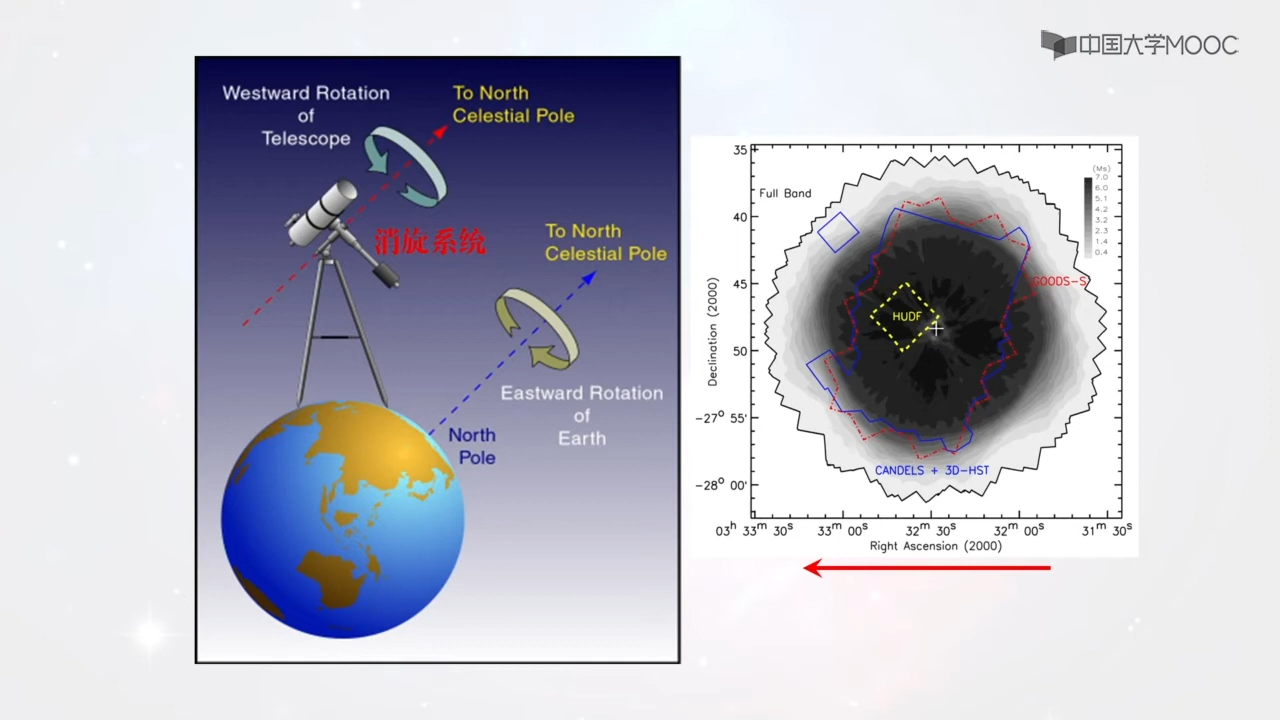 中国大学MOOC
Westward Rotation
of
Telescope
To North
Celestial Pole
消旋系统
To North
Celestial Pole
Eastward Rotation
of
Earth
North
Pole
Full Band
(Ms)
7.0
6.0
5.1
4.2
3.2
2.3
1.4
0.4
GOODS-S
HUDF
CANDELS + 3D-HST
Declination (2000)
35
40
45
50
-27° 55'
-28° 00'
03h 33m 30s 33m 00s 32m 30s 32m 00s 31m 30s
Right Ascension (2000)